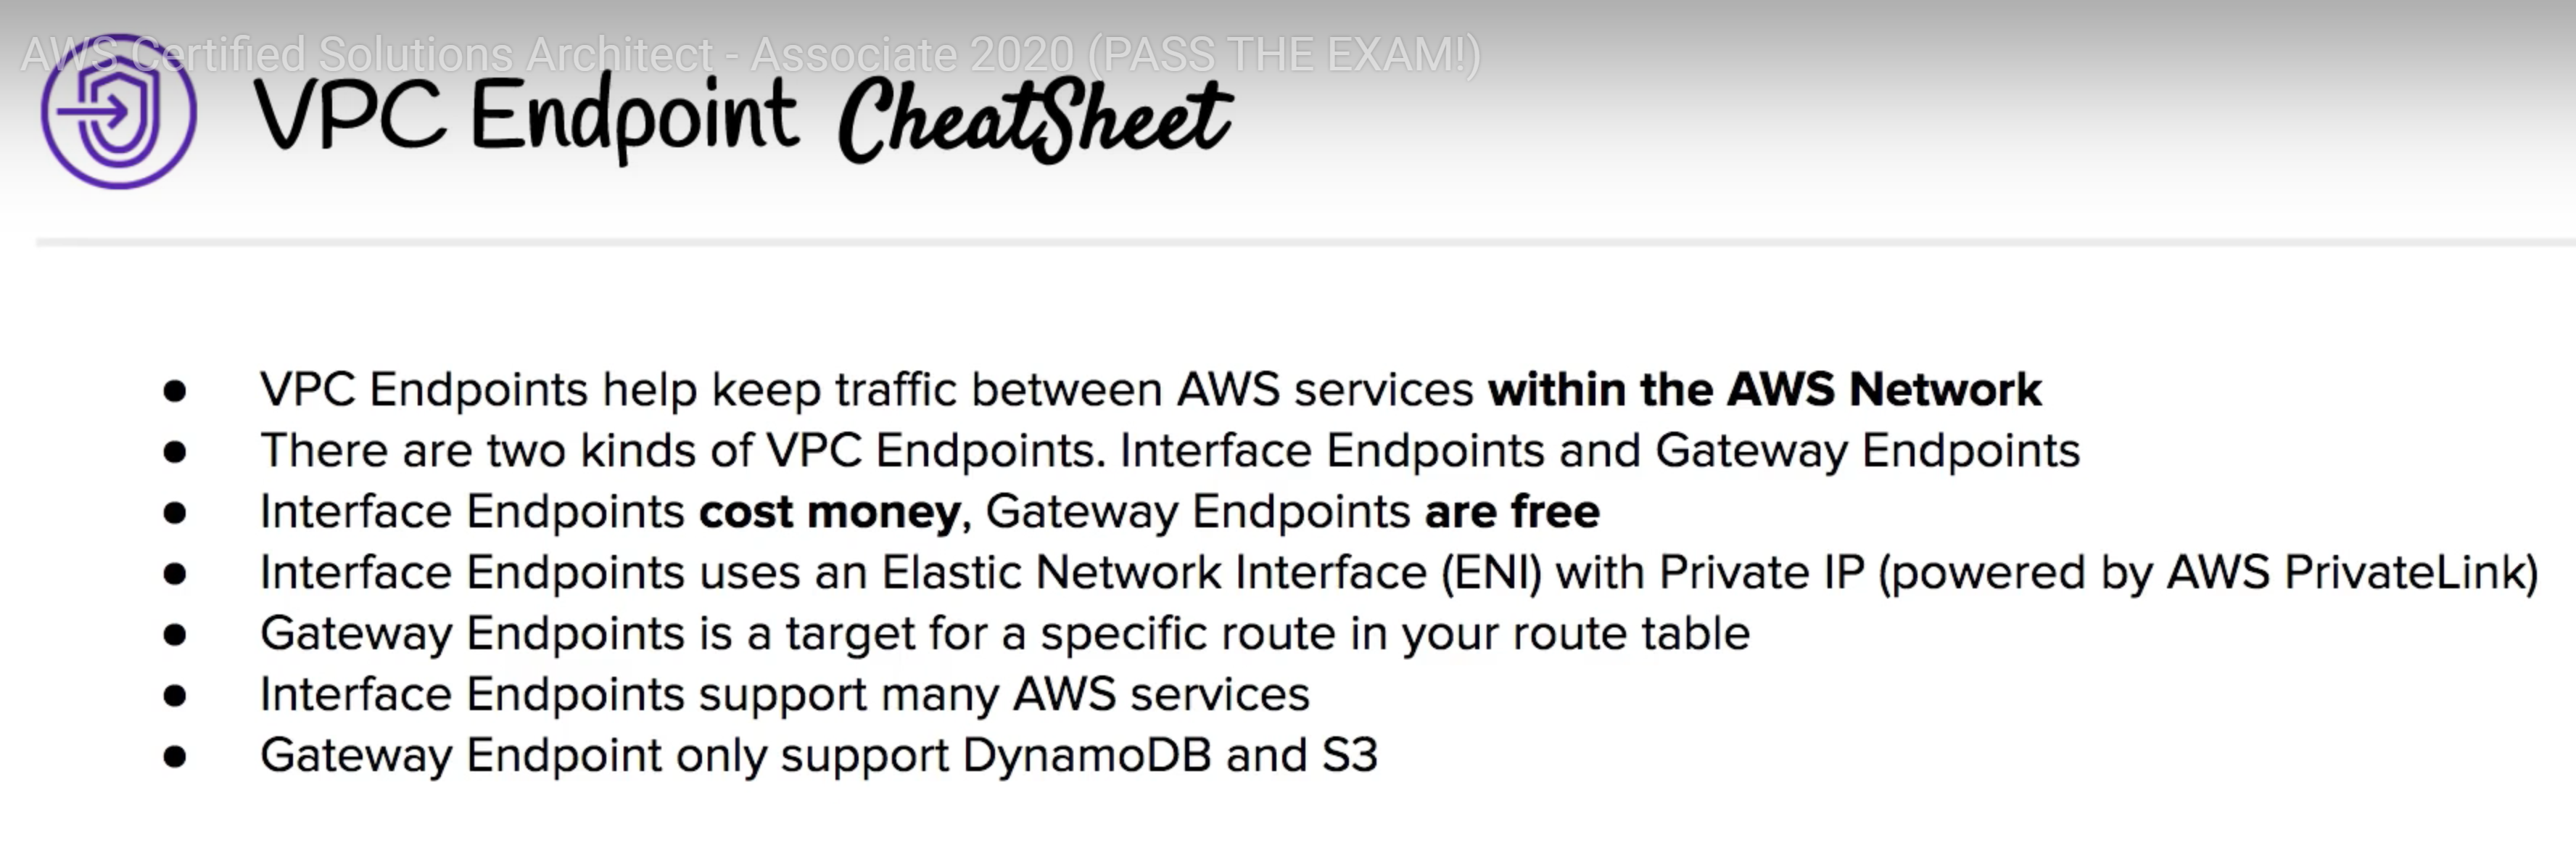 AWS Certified Solutions Architect - Associate 2020 (PASS THE EXAM!)
VPC Endpoint CheatSheet
● VPC Endpoints help keep traffic between AWS services within the AWS Network
● There are two kinds of VPC Endpoints. Interface Endpoints and Gateway Endpoints
● Interface Endpoints cost money, Gateway Endpoints are free
● Interface Endpoints uses an Elastic Network Interface (ENI) with Private IP (powered by AWS PrivateLink)
● Gateway Endpoints is a target for a specific route in your route table
● Interface Endpoints support many AWS services
● Gateway Endpoint only support DynamoDB and S3